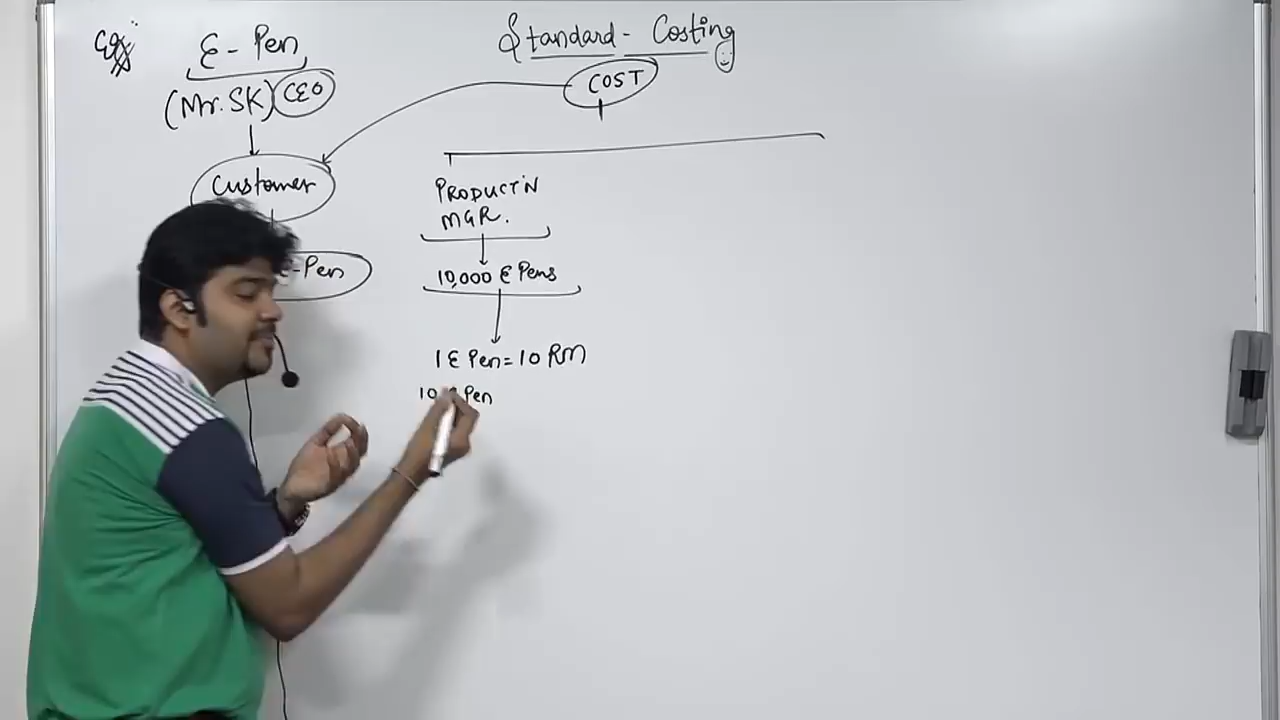 Eg:
E-Pen
(Mr. SK) CEO
Customer
E-Pen
Standard-Costing
COST
PRODUCT'N
MGR.
10,000 E Pens
1 E Pen = 10 RM
10 E Pen